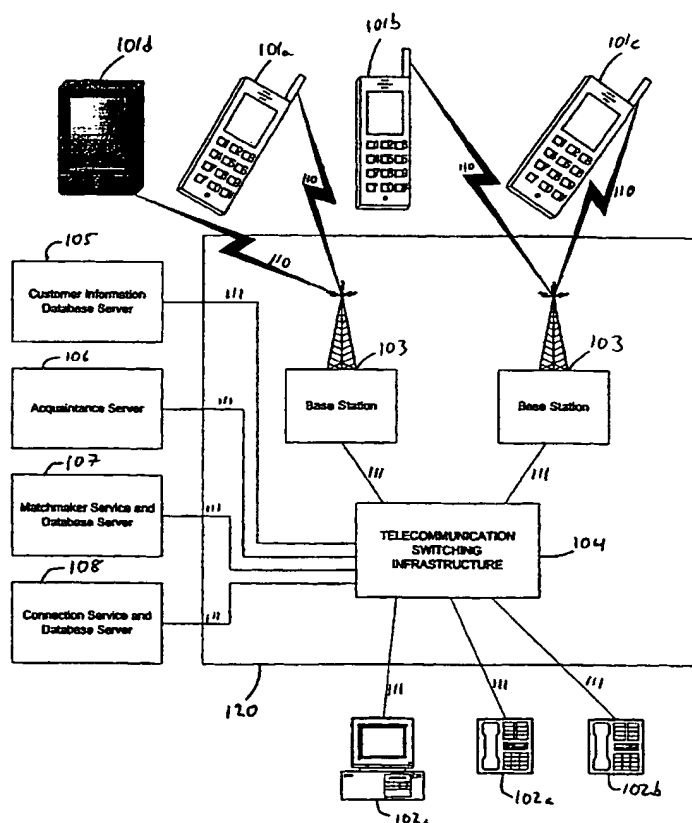 101d
101a
101b
101c
110
110
110
110
105
Customer Information
Database Server
111
106
Acquaintance Server
111
107
Matchmaker Service and
Database Server
111
108
Connection Service and
Database Server
111
103
Base Station
103
Base Station
111
111
TELECOMMUNICATION
SWITCHING
INFRASTRUCTURE
104
120
111
111
111
102a
102b